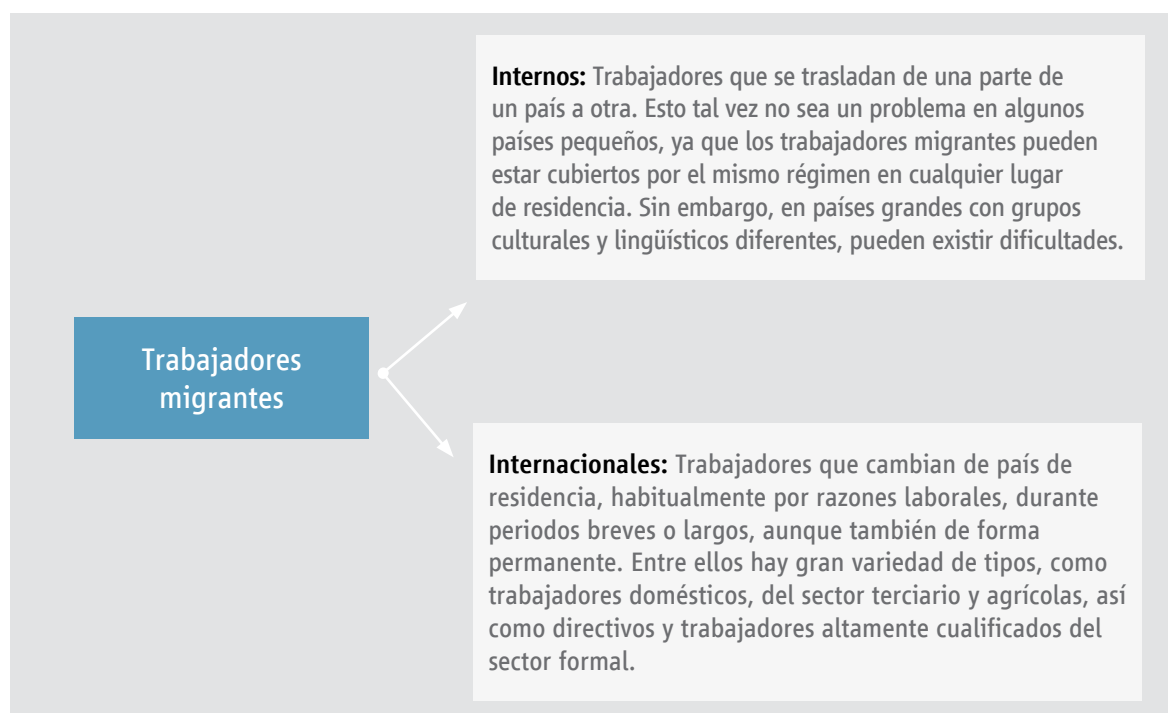 Internos: Trabajadores que se trasladan de una parte de
un país a otra. Esto tal vez no sea un problema en algunos
países pequeños, ya que los trabajadores migrantes pueden
estar cubiertos por el mismo régimen en cualquier lugar
de residencia. Sin embargo, en países grandes con grupos
culturales y lingüísticos diferentes, pueden existir dificultades.
Trabajadores
migrantes
Internacionales: Trabajadores que cambian de país de
residencia, habitualmente por razones laborales, durante
periodos breves o largos, aunque también de forma
permanente. Entre ellos hay gran variedad de tipos, como
trabajadores domésticos, del sector terciario y agrícolas, así
como directivos y trabajadores altamente cualificados del
sector formal.